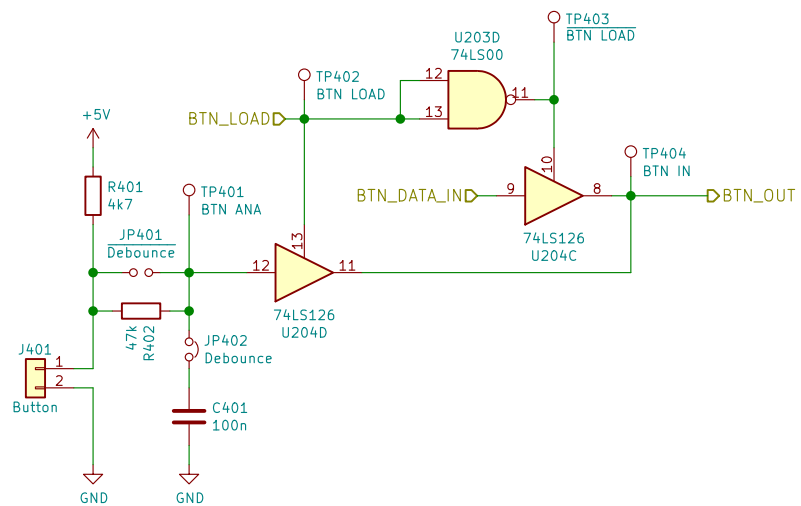 TP403
BTN LOAD
U203D
74LS00
12
11
13
TP402
BTN LOAD
BTN_LOAD
+5V
TP404
BTN IN
10
R401
4k7
TP401
BTN ANA
BTN_DATA_IN
9
8
BTN_OUT
JP401
Debounce
13
74LS126
U204C
12
11
74LS126
U204D
47k
R402
JP402
Debounce
J401
1
2
Button
C401
100n
GND
GND